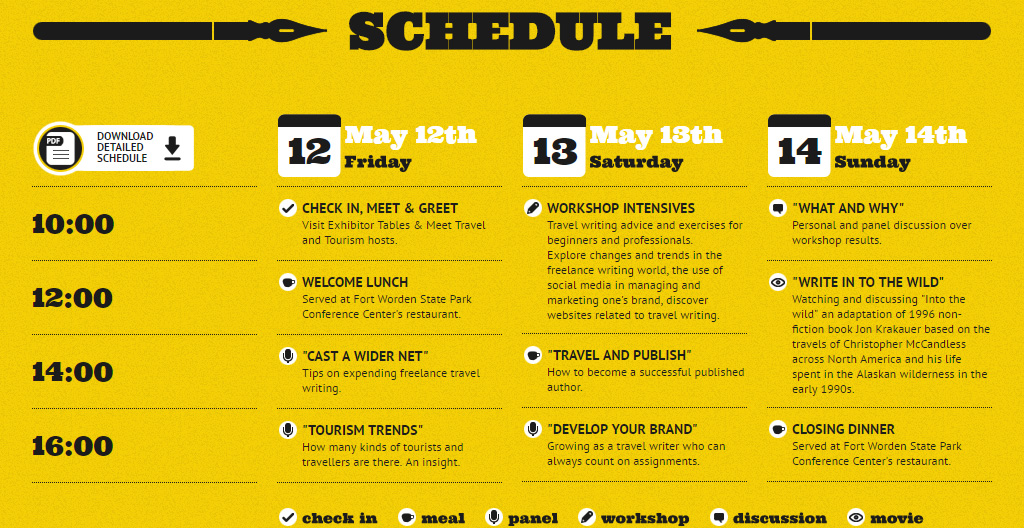 SCHEDULE
PDF
DOWNLOAD
DETAILED
SCHEDULE
12
May 12th
Friday
13
May 13th
Saturday
14
May 14th
Sunday
10:00
12:00
14:00
16:00
CHECK IN, MEET & GREET
Visit Exhibitor Tables & Meet Travel
and Tourism hosts.
WELCOME LUNCH
Served at Fort Worden State Park
Conference Center's restaurant.
"CAST A WIDER NET"
Tips on expending freelance travel
writing.
"TOURISM TRENDS"
How many kinds of tourists and
travellers are there. An insight.
WORKSHOP INTENSIVES
Travel writing advice and exercises for
beginners and professionals.
Explore changes and trends in the
freelance writing world, the use of
social media in managing and
marketing one's brand, discover
websites related to travel writing.
"TRAVEL AND PUBLISH"
How to become a successful published
author.
"DEVELOP YOUR BRAND"
Growing as a travel writer who can
always count on assignments.
"WHAT AND WHY"
Personal and panel discussion over
workshop results.
"WRITE IN TO THE WILD"
Watching and discussing "Into the
wild" an adaptation of 1996 non-
fiction book Jon Krakauer based on the
travels of Christopher McCandless
across North America and his life
spent in the Alaskan wilderness in the
early 1990s.
CLOSING DINNER
Served at Fort Worden State Park
Conference Center's restaurant.
check in
meal
panel
workshop
discussion
movie